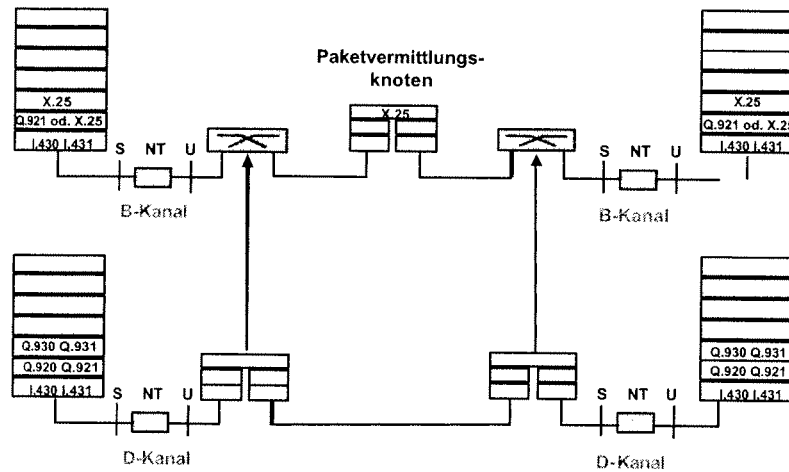 Paketvermittlungs-
knoten
X.25
Q.921 od. X.25
I.430 I.431
S NT U
B-Kanal
X.25
X.25
Q.921 od. X.25
I.430 I.431
S NT U
B-Kanal
Q.930 Q.931
Q.920 Q.921
I.430 I.431
S NT U
D-Kanal
Q.930 Q.931
Q.920 Q.921
I.430 I.431
S NT U
D-Kanal